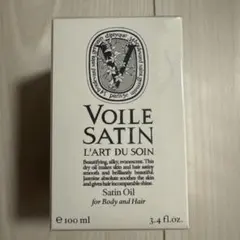 VOILE
SATIN
L'ART DU SOIN
Beautifying, silky, evanescent. This
dry oil makes skin and hair satiny
smooth and brilliantly beautiful.
Jasmine absolute soothes the skin
and gives hair incomparable shine.
Satin Oil
for Body and Hair
e 100 ml 3.4 fl.oz.